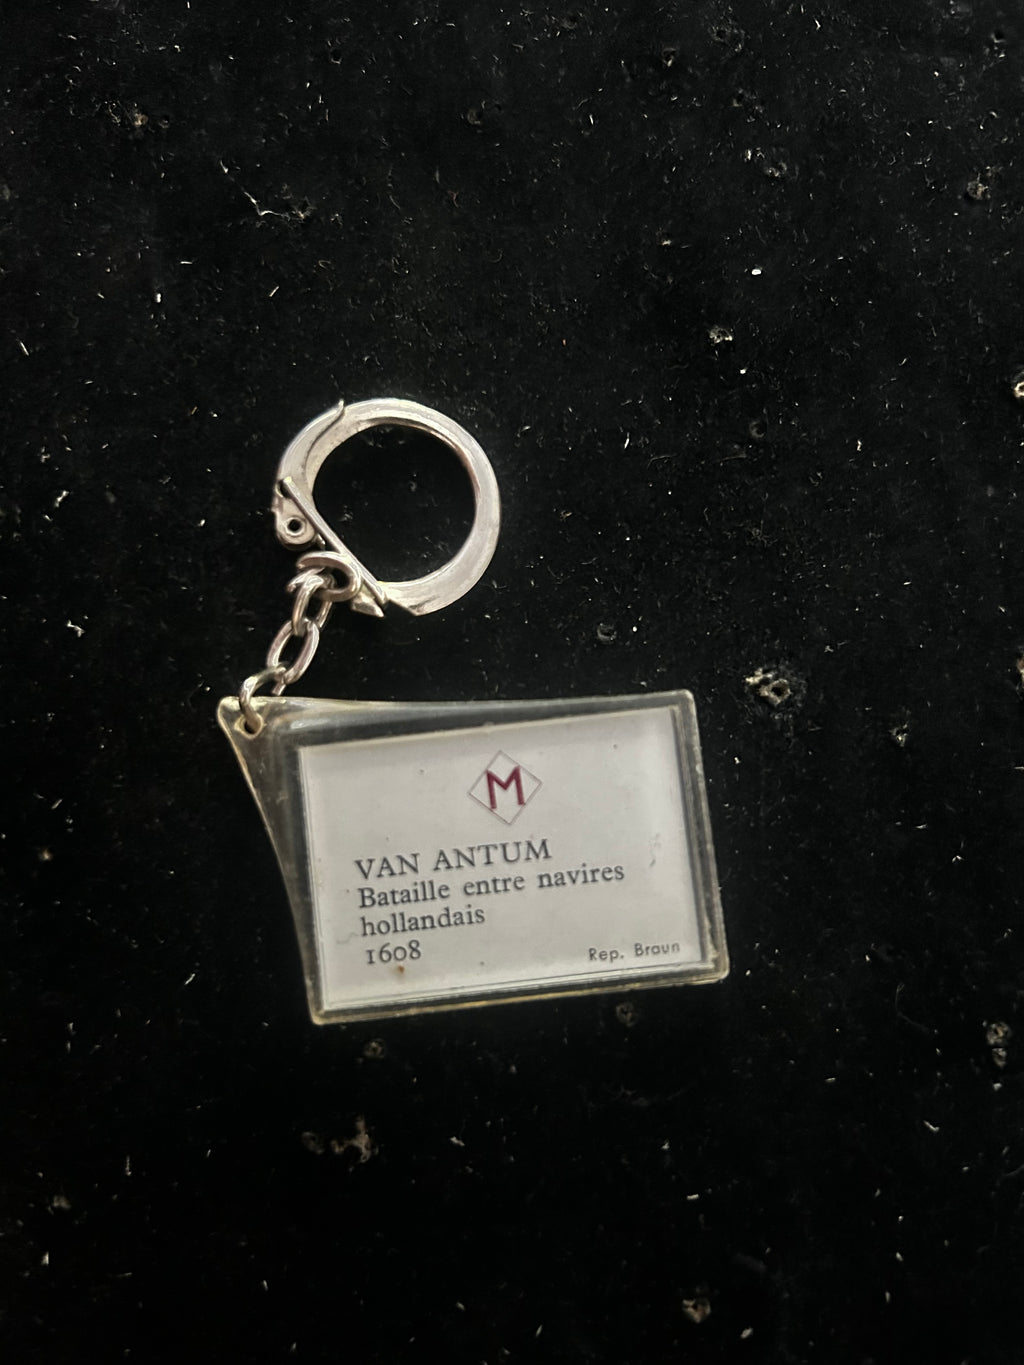 M
VAN ANTUM
Bataille entre navires
hollandais
1608
Rep. Braun